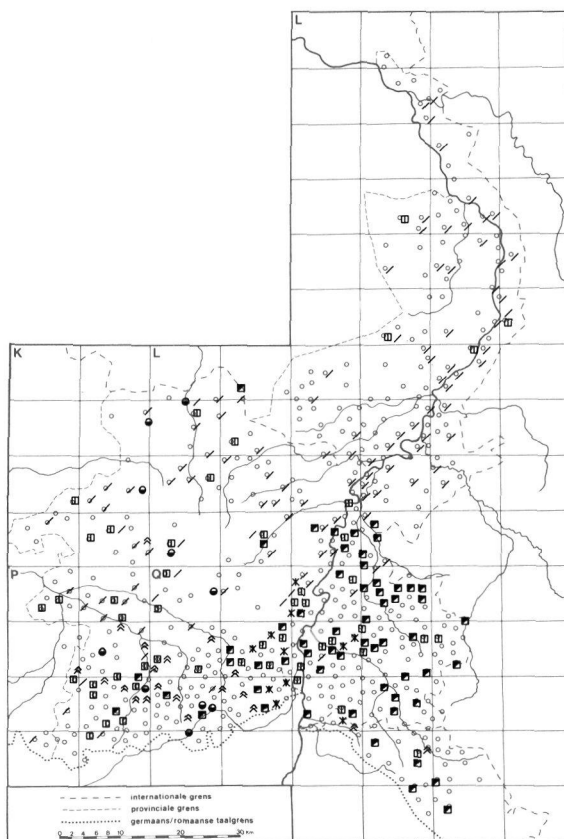 L
K L
P Q
internationale grens
provinciale grens
germaans/romaanse taalgrens
0 2 4 6 8 10 20 30 Km